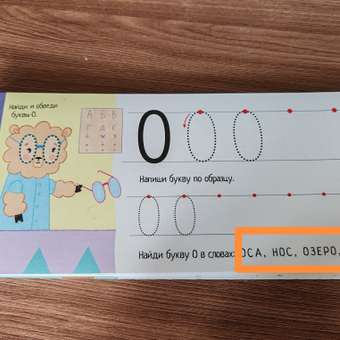 Найди и обведи
букву О.
А Б В
Г Д Е
О
Напиши букву по образцу.
Найди букву О в словах: ОСА, НОС, ОЗЕРО,